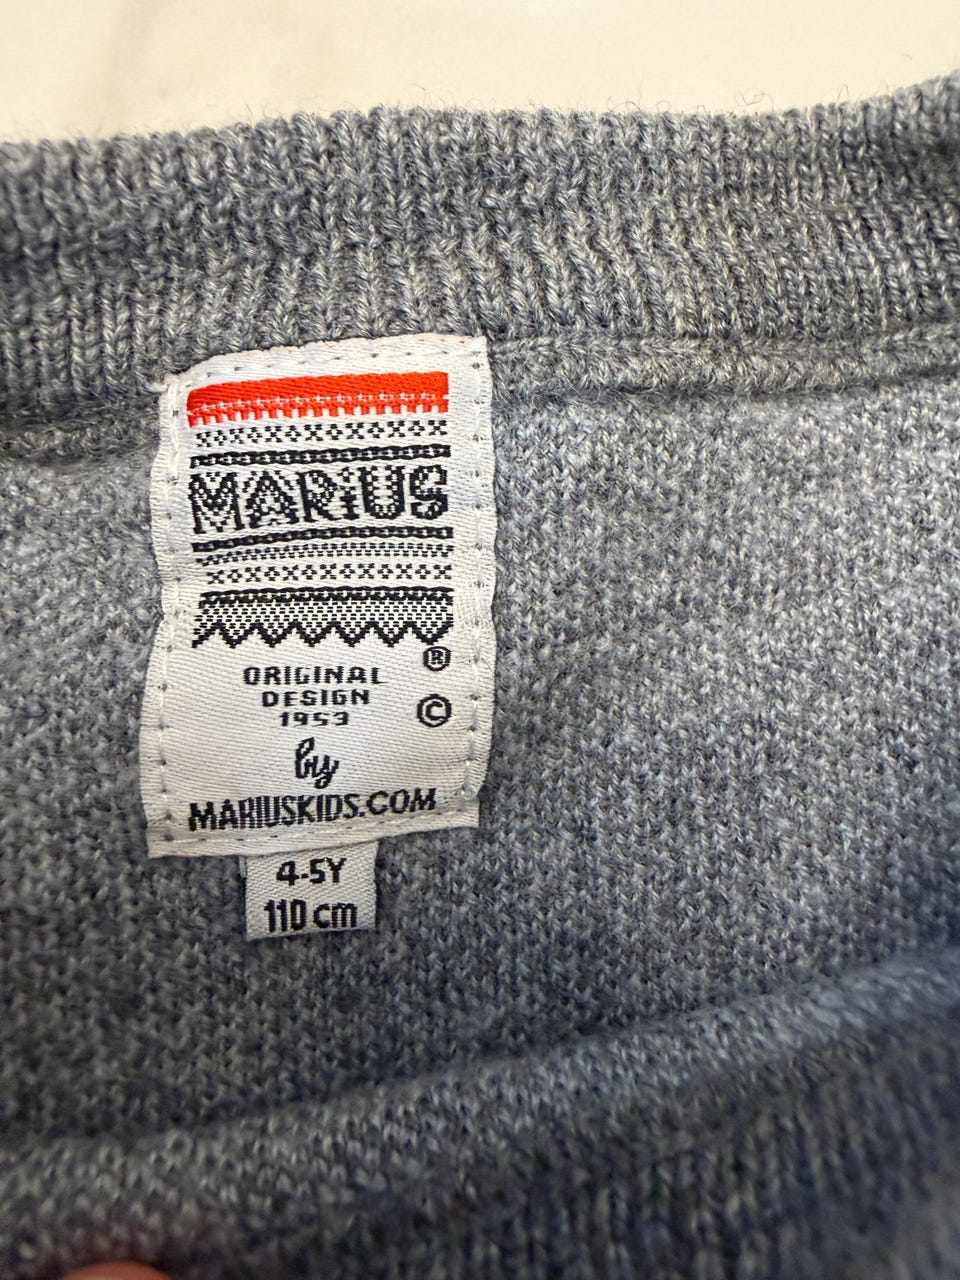 MARiUS
®
ORIGINAL
DESIGN
1953
©
by
MARIUSKIDS.COM
4-5Y
110 cm